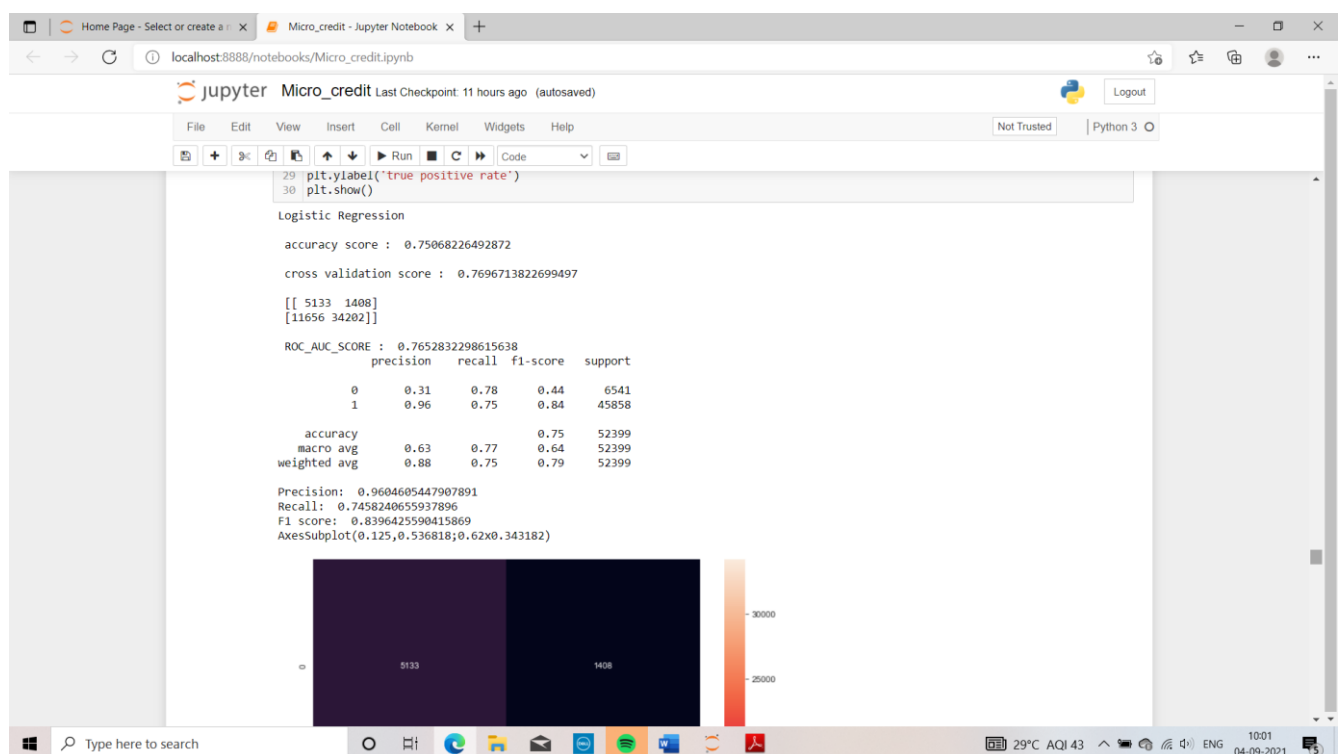 Home Page - Select or create a n
Micro_credit - Jupyter Notebook
localhost:8888/notebooks/Micro_credit.ipynb
jupyter Micro_credit Last Checkpoint: 11 hours ago (autosaved)
Logout
File Edit View Insert Cell Kernel Widgets Help
Not Trusted Python 3
Run Code
29 plt.ylabel('true positive rate')
30 plt.show()
Logistic Regression
accuracy score : 0.75068226492872
cross validation score : 0.7696713822699497
[[ 5133 1408]
[11656 34202]]
ROC_AUC_SCORE : 0.7652832298615638
precision recall f1-score support
0 0.31 0.78 0.44 6541
1 0.96 0.75 0.84 45858
accuracy 0.75 52399
macro avg 0.63 0.77 0.64 52399
weighted avg 0.88 0.75 0.79 52399
Precision: 0.9604605447907891
Recall: 0.7458240655937896
F1 score: 0.8396425590415869
AxesSubplot(0.125,0.536818;0.62x0.343182)
30000
0 5133 1408
25000
Type here to search
29°C AQI 43 ENG 10:01
04-09-2021